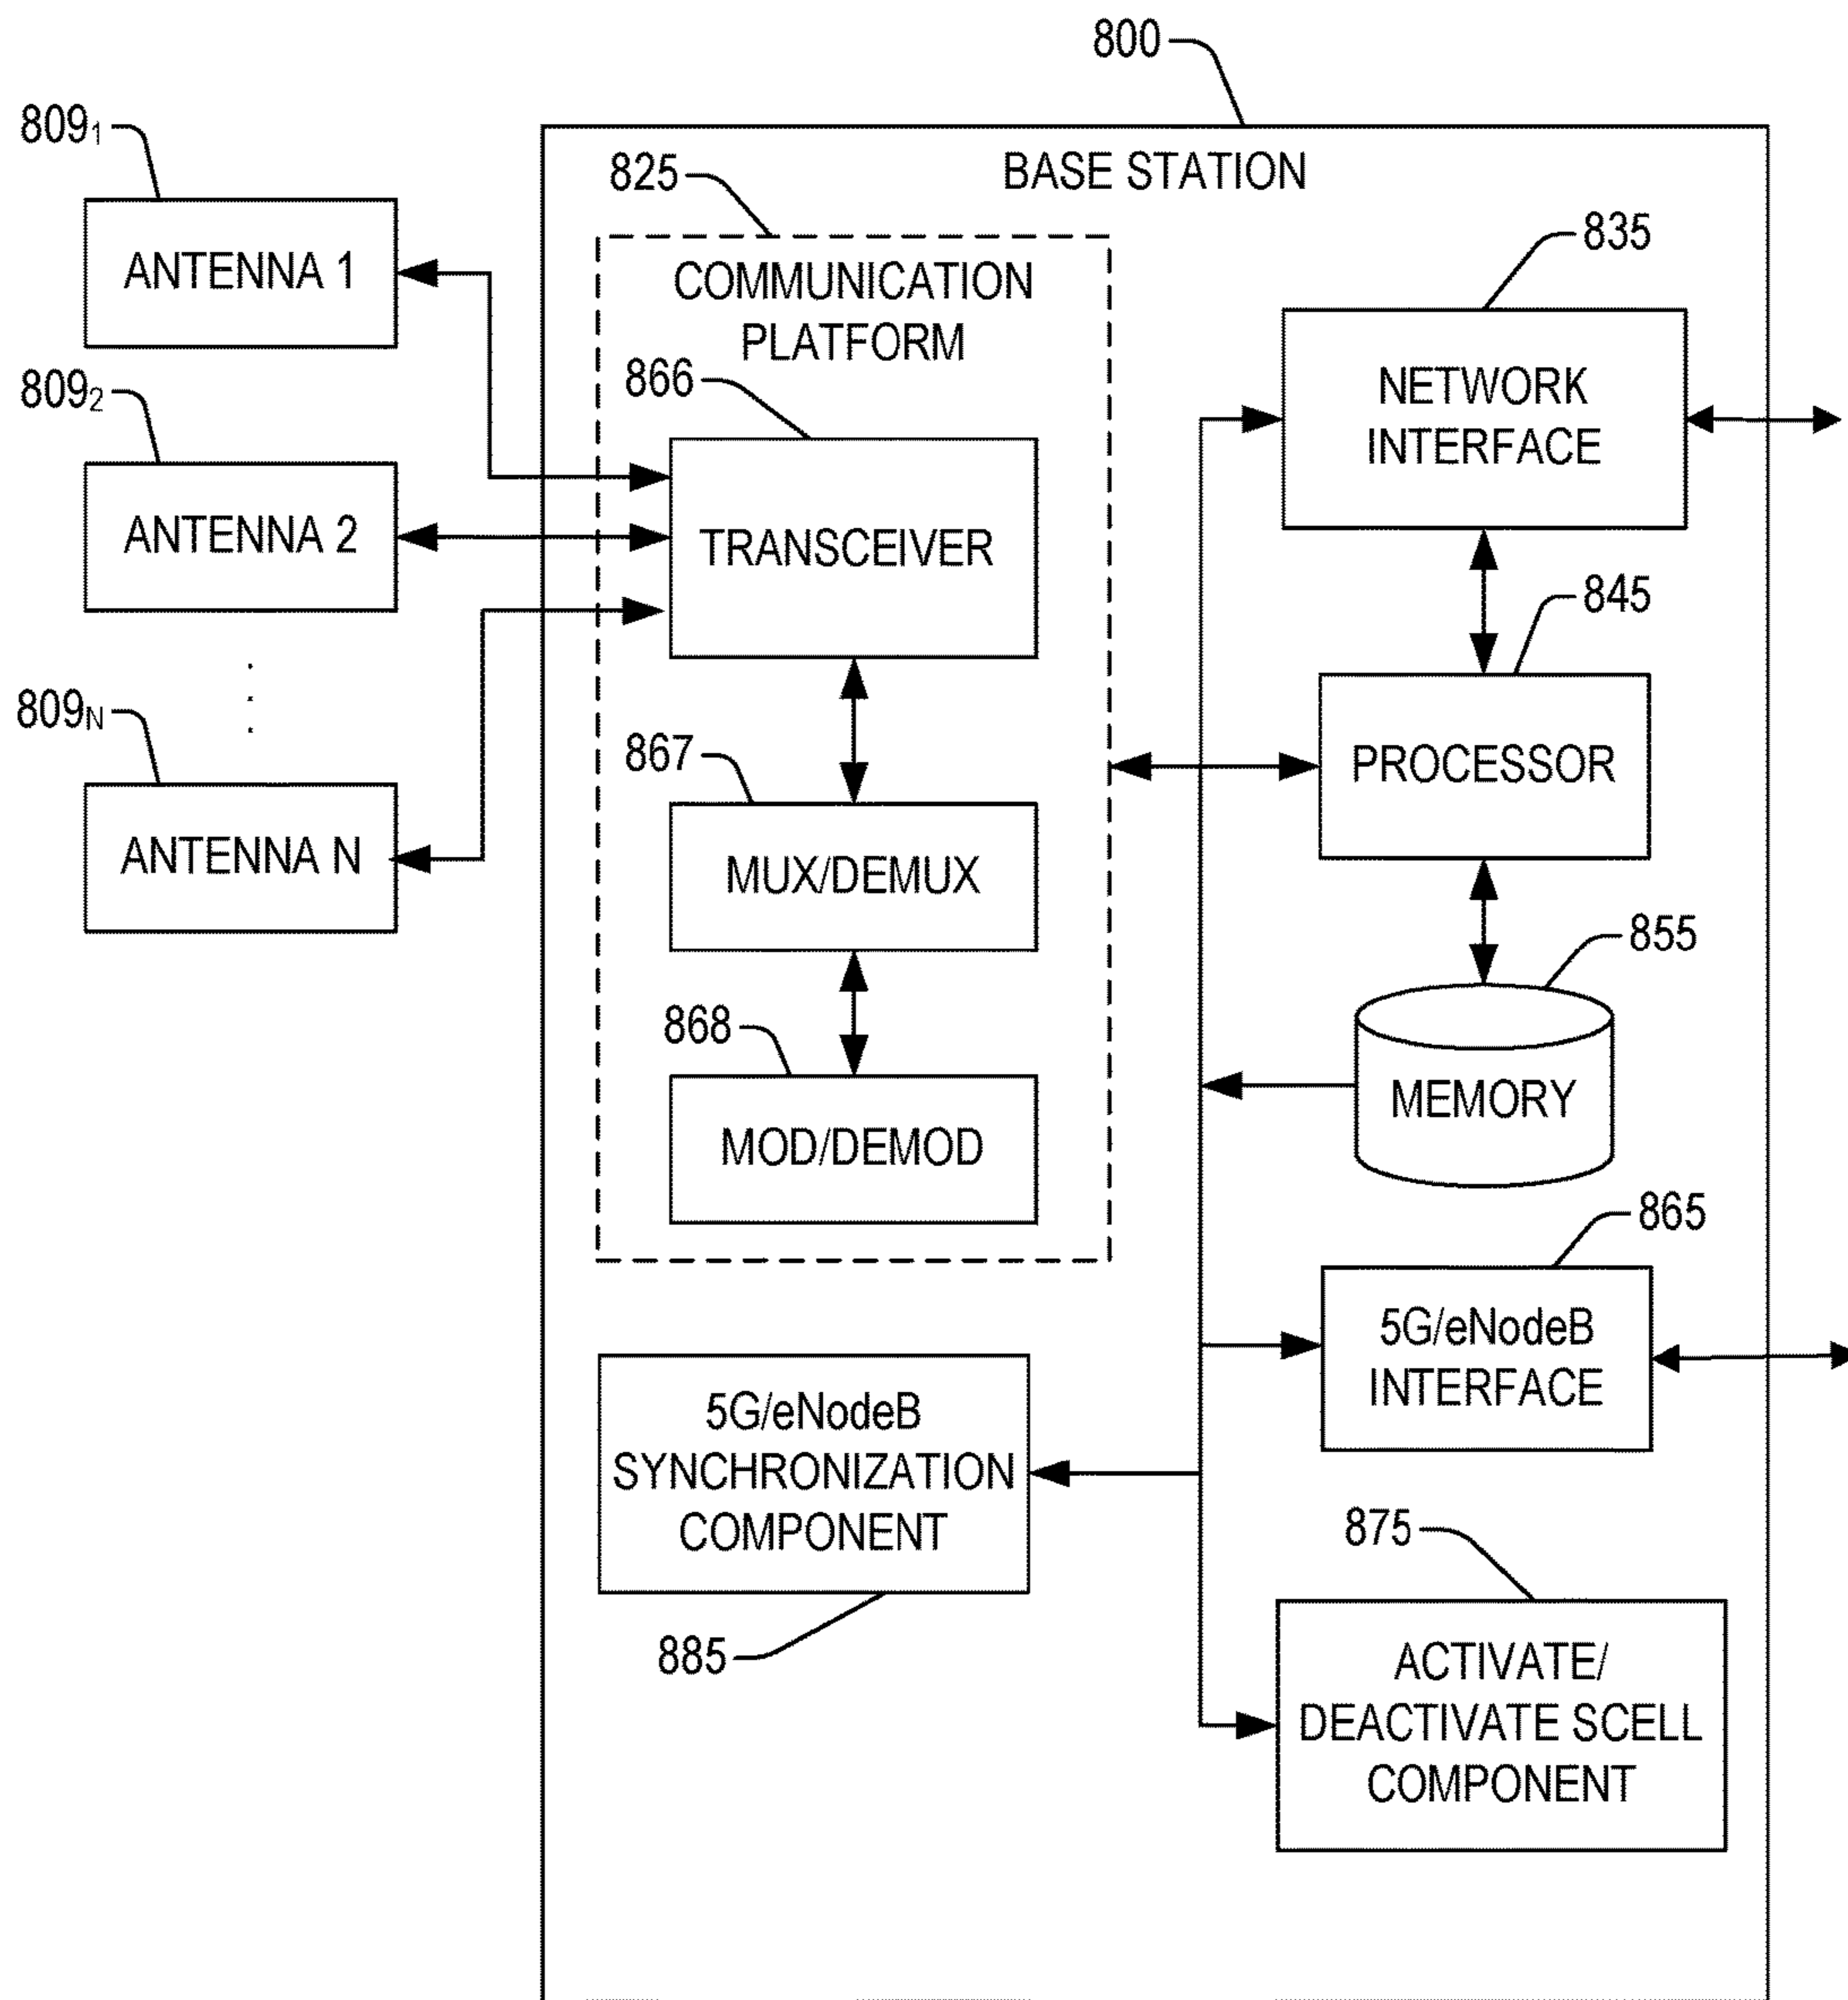 800
809₁
BASE STATION
825
835
ANTENNA 1
COMMUNICATION
PLATFORM
809₂
866
NETWORK
INTERFACE
ANTENNA 2
TRANSCEIVER
845
809N
867
PROCESSOR
ANTENNA N
MUX/DEMUX
855
868
MEMORY
MOD/DEMOD
865
5G/eNodeB
INTERFACE
5G/eNodeB
SYNCHRONIZATION
COMPONENT
875
885
ACTIVATE/
DEACTIVATE SCELL
COMPONENT